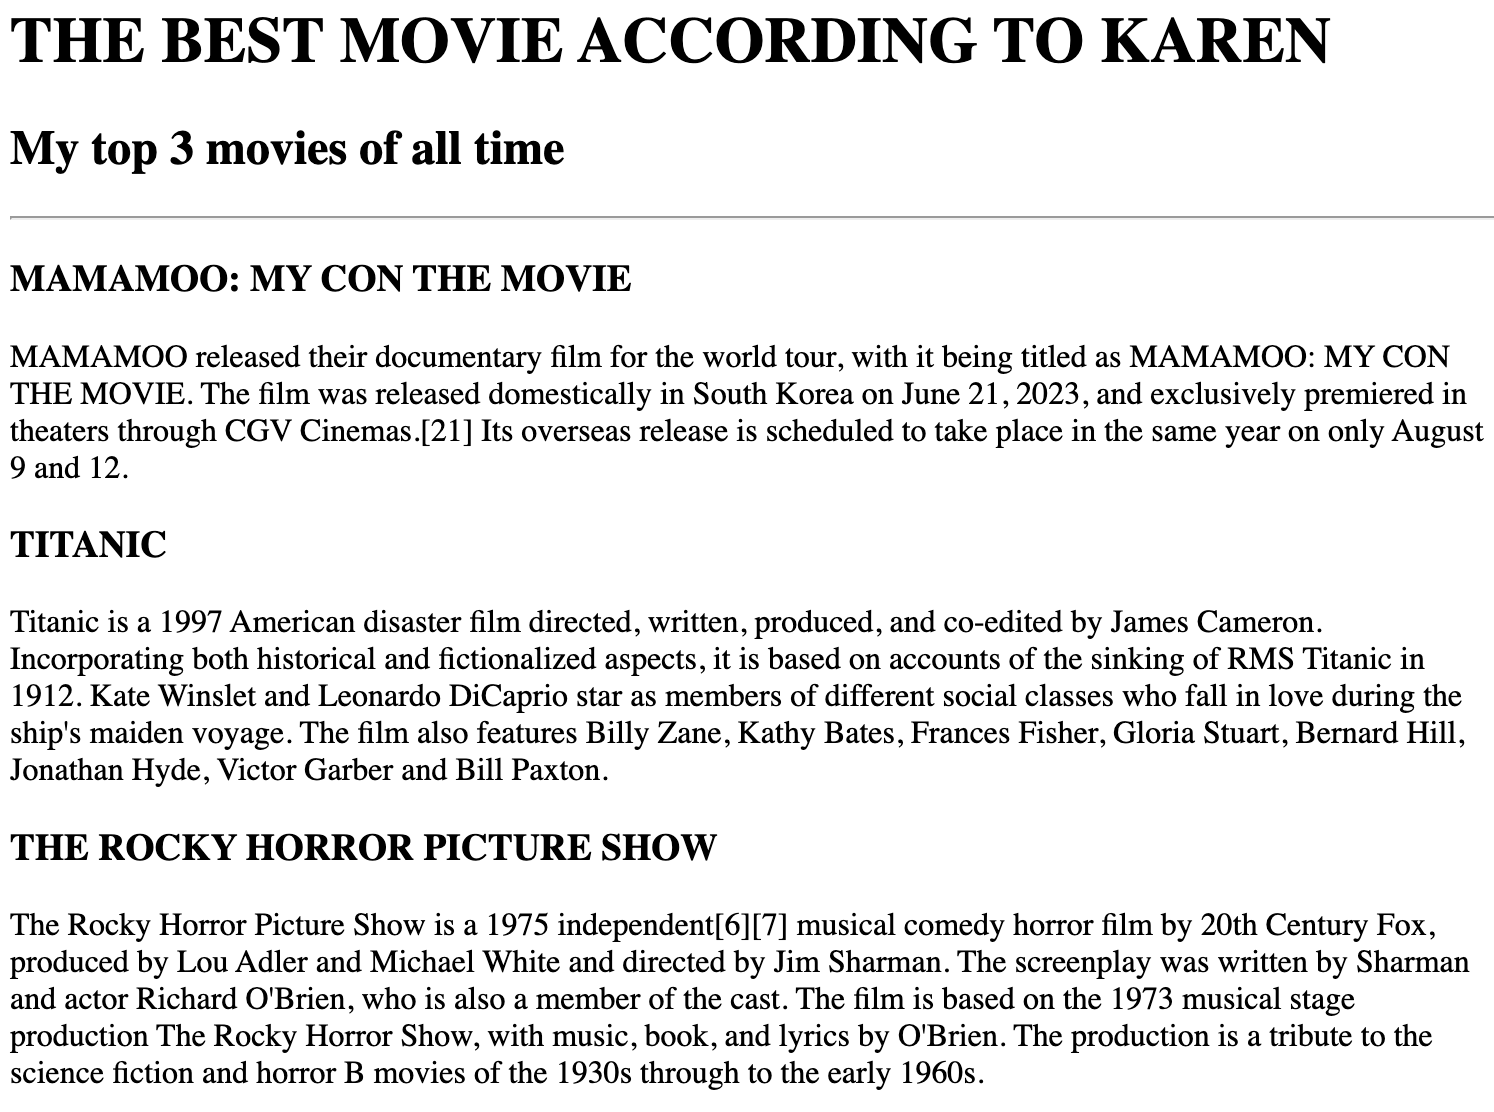 THE BEST MOVIE ACCORDING TO KAREN
My top 3 movies of all time
MAMAMOO: MY CON THE MOVIE
MAMAMOO released their documentary film for the world tour, with it being titled as MAMAMOO: MY CON
THE MOVIE. The film was released domestically in South Korea on June 21, 2023, and exclusively premiered in
theaters through CGV Cinemas.[21] Its overseas release is scheduled to take place in the same year on only August
9 and 12.
TITANIC
Titanic is a 1997 American disaster film directed, written, produced, and co-edited by James Cameron.
Incorporating both historical and fictionalized aspects, it is based on accounts of the sinking of RMS Titanic in
1912. Kate Winslet and Leonardo DiCaprio star as members of different social classes who fall in love during the
ship's maiden voyage. The film also features Billy Zane, Kathy Bates, Frances Fisher, Gloria Stuart, Bernard Hill,
Jonathan Hyde, Victor Garber and Bill Paxton.
THE ROCKY HORROR PICTURE SHOW
The Rocky Horror Picture Show is a 1975 independent[6][7] musical comedy horror film by 20th Century Fox,
produced by Lou Adler and Michael White and directed by Jim Sharman. The screenplay was written by Sharman
and actor Richard O'Brien, who is also a member of the cast. The film is based on the 1973 musical stage
production The Rocky Horror Show, with music, book, and lyrics by O'Brien. The production is a tribute to the
science fiction and horror B movies of the 1930s through to the early 1960s.